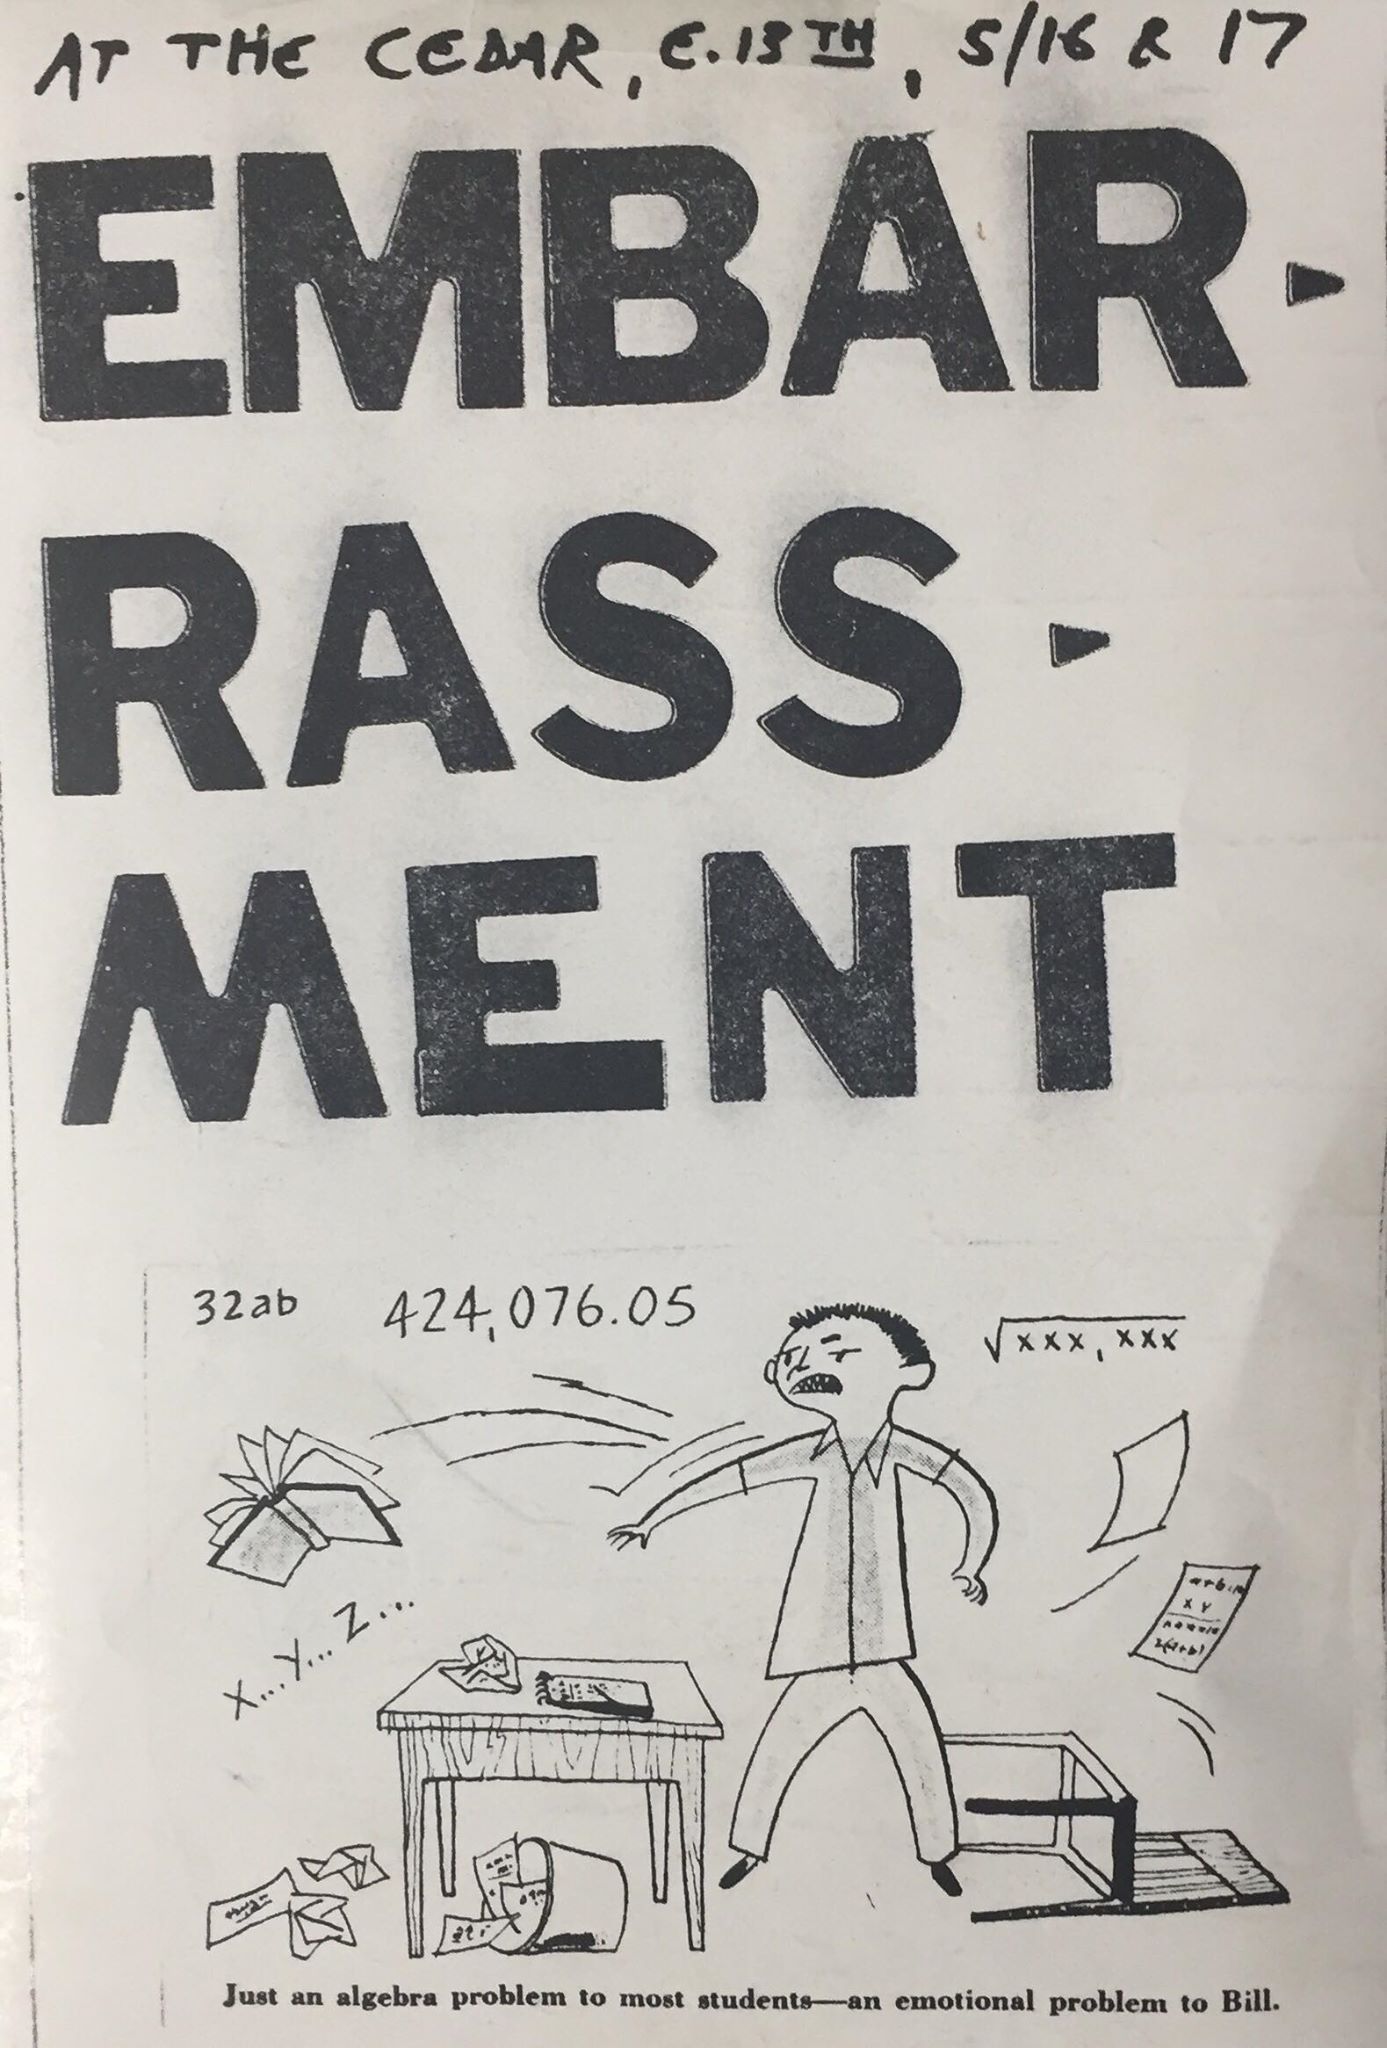 AT THE CEDAR, E.13TH, 5/16 & 17
EMBAR-
RASS-
MENT
32ab 424,076.05
√xxx,xxx
X...Y...Z...
X Y
2(a+b)
Just an algebra problem to most students—an emotional problem to Bill.